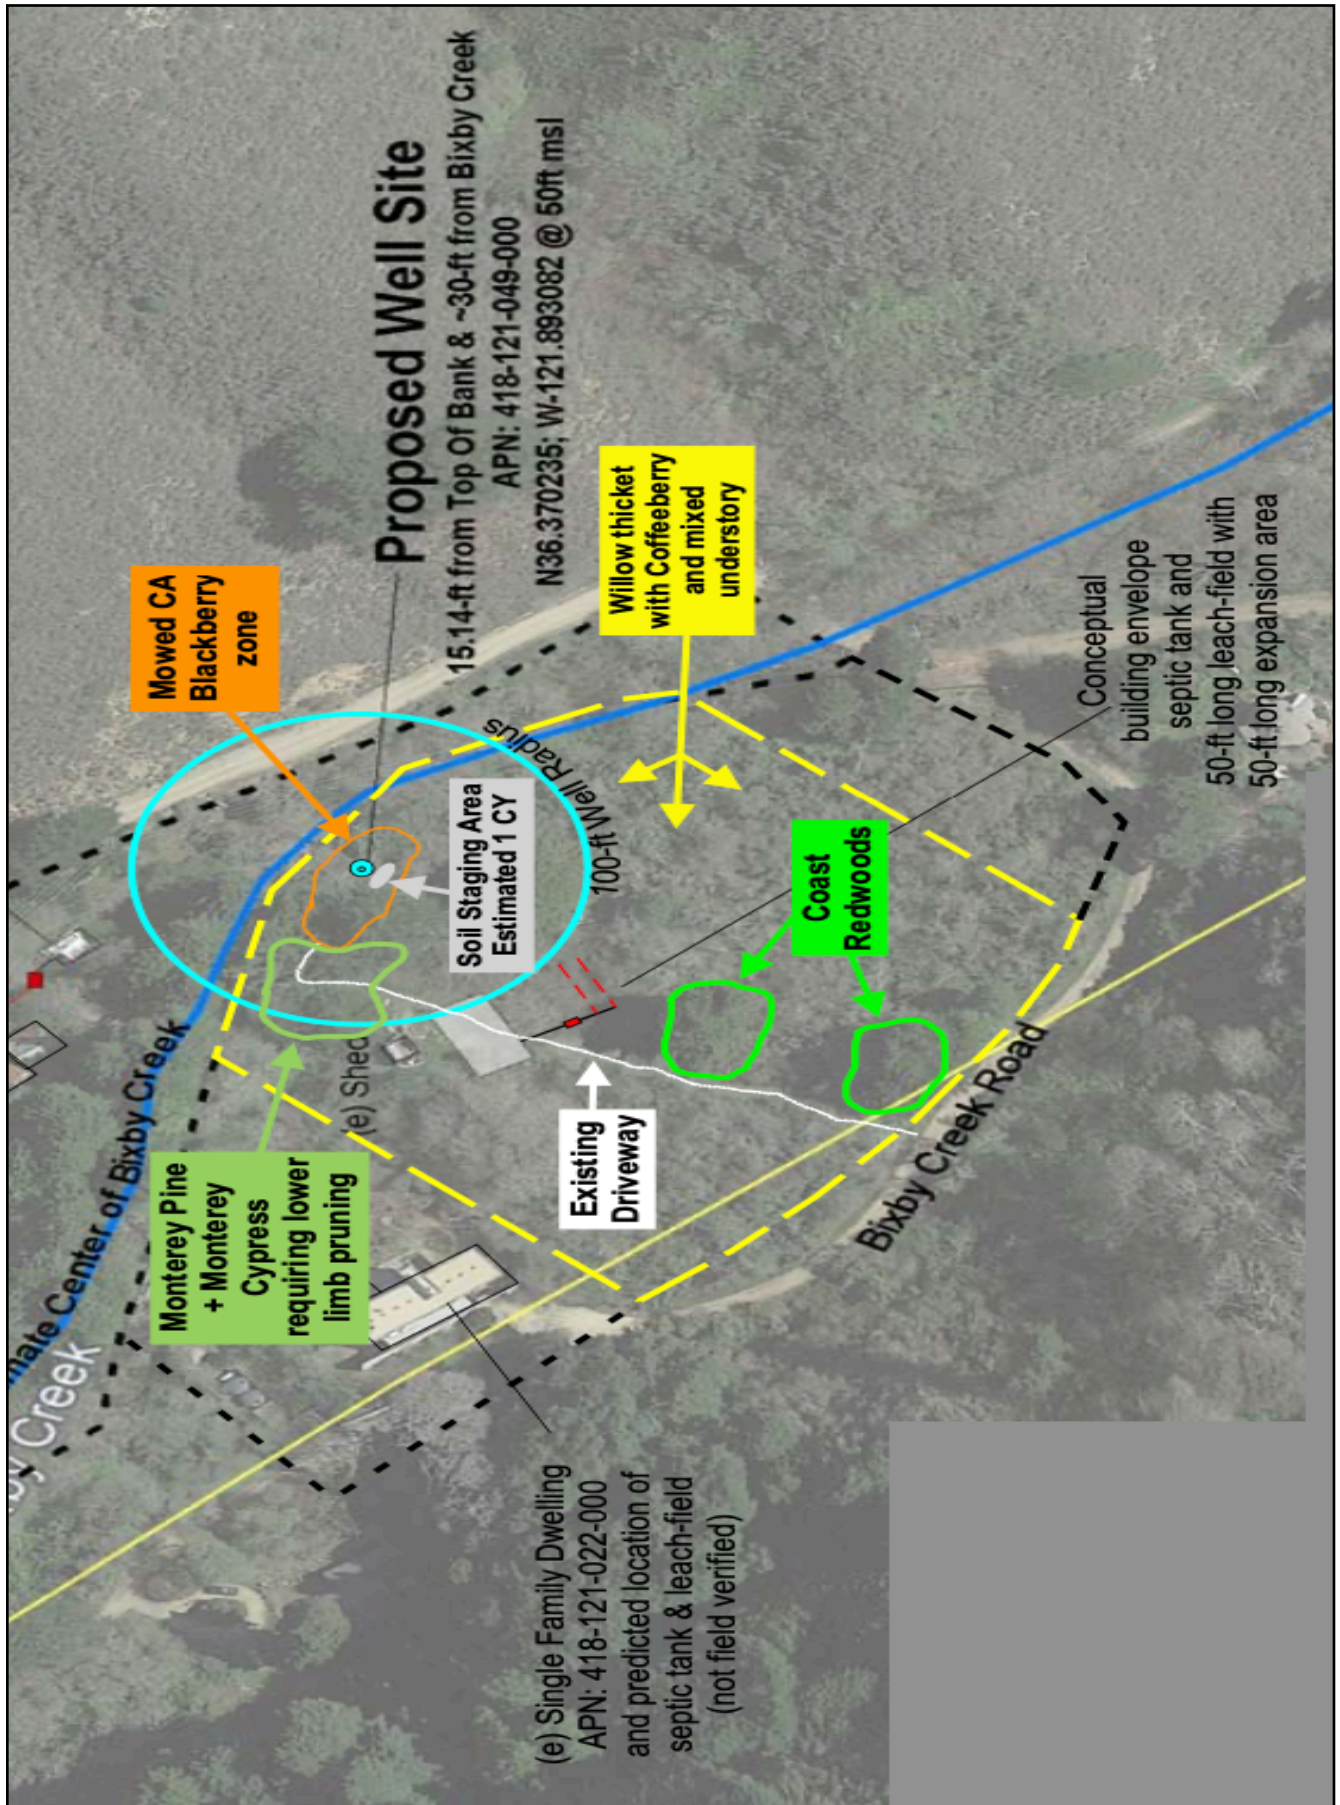 Proposed Well Site
15.14-ft from Top Of Bank & ~30-ft from Bixby Creek
APN: 418-121-049-000
N36.370235; W-121.893082 @ 50ft msl
Mowed CA
Blackberry
zone
Willow thicket
with Coffeeberry
and mixed
understory
Soil Staging Area
Estimated 1 CY
100-ft Well Radius
Conceptual
building envelope
septic tank and
50-ft long leach-field with
50-ft long expansion area
Coast
Redwoods
(e) Shed
Existing
Driveway
Monterey Pine
+ Monterey
Cypress
requiring lower
limb pruning
Center of Bixby Creek
Creek
Bixby Creek Road
(e) Single Family Dwelling
APN: 418-121-022-000
and predicted location of
septic tank & leach-field
(not field verified)